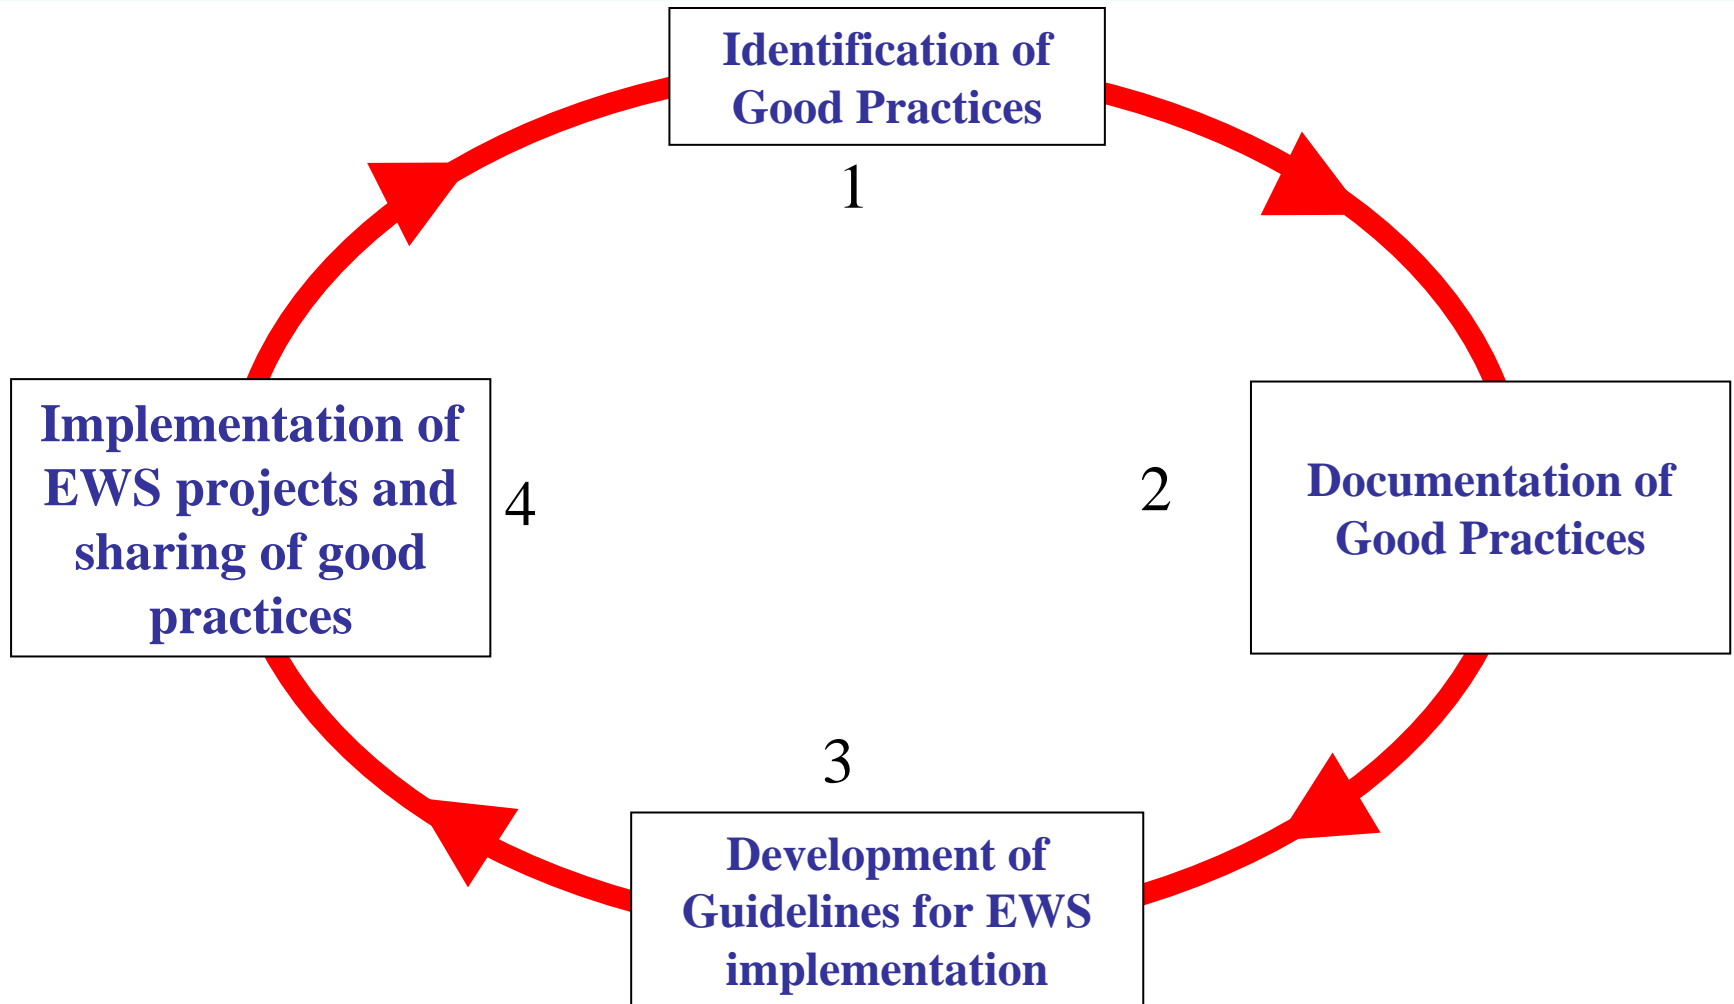 Identification of
Good Practices
1
Documentation of
Good Practices
2
3
Development of
Guidelines for EWS
implementation
Implementation of
EWS projects and
sharing of good
practices
4